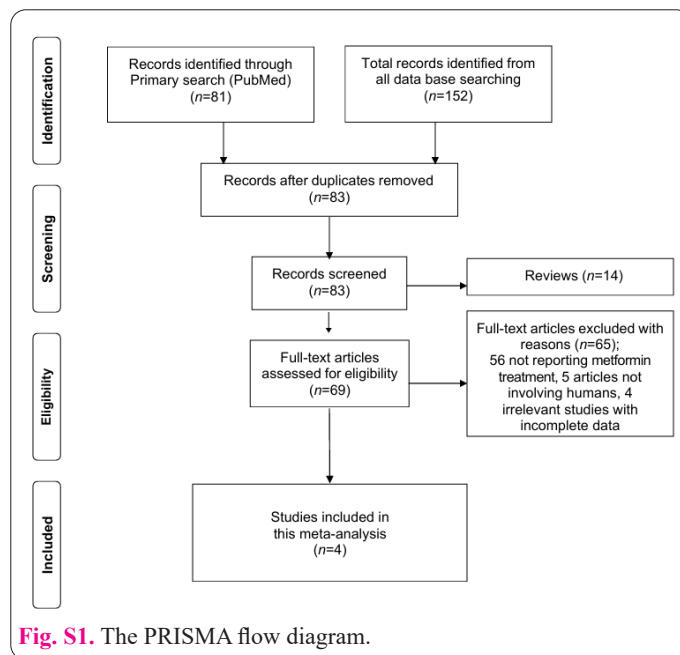 Identification
Records identified through
Primary search (PubMed)
(n=81)
Total records identified from
all data base searching
(n=152)
Records after duplicates removed
(n=83)
Screening
Records screened
(n=83)
Reviews (n=14)
Eligibility
Full-text articles
assessed for eligibility
(n=69)
Full-text articles excluded with
reasons (n=65);
56 not reporting metformin
treatment, 5 articles not
involving humans, 4
irrelevant studies with
incomplete data
Included
Studies included in
this meta-analysis
(n=4)
Fig. S1. The PRISMA flow diagram.